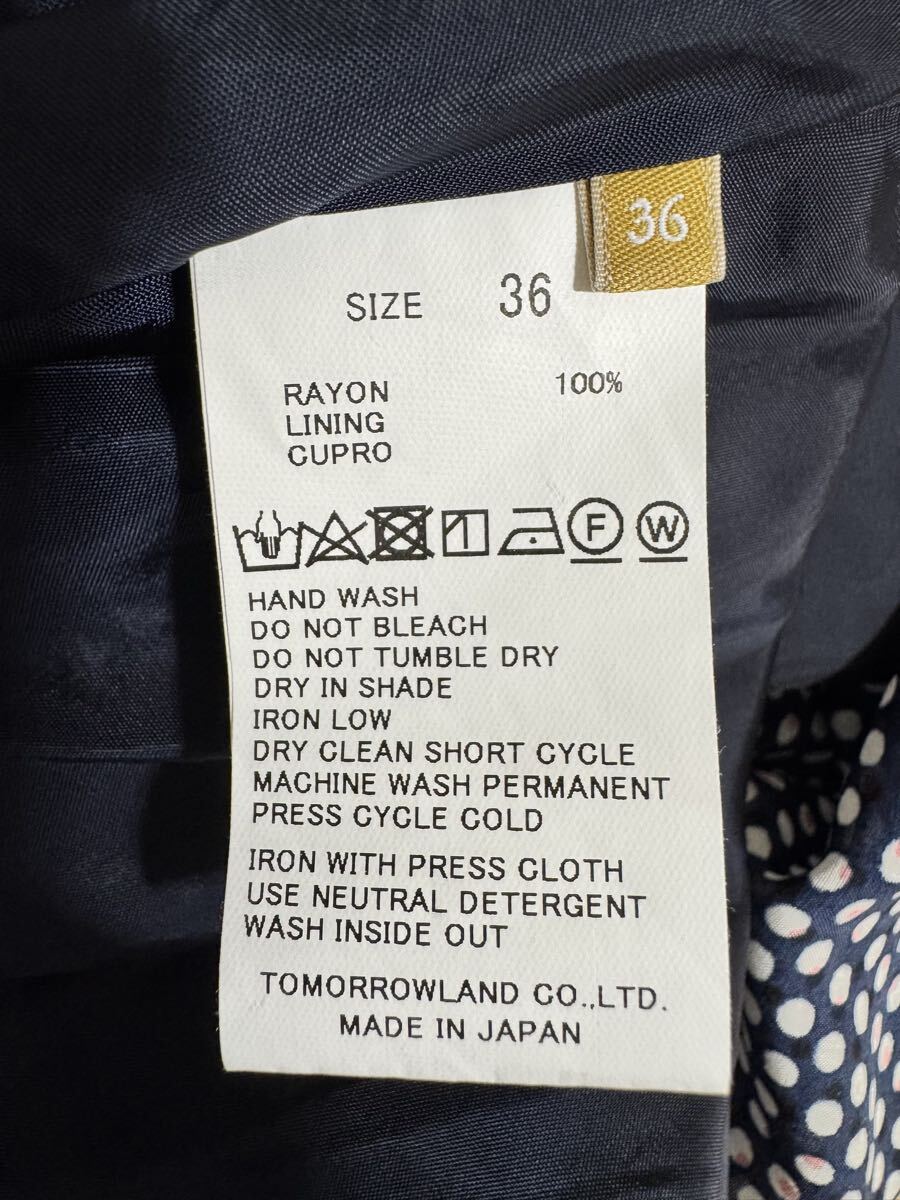 36
SIZE 36
RAYON 100%
LINING
CUPRO
F W
HAND WASH
DO NOT BLEACH
DO NOT TUMBLE DRY
DRY IN SHADE
IRON LOW
DRY CLEAN SHORT CYCLE
MACHINE WASH PERMANENT
PRESS CYCLE COLD
IRON WITH PRESS CLOTH
USE NEUTRAL DETERGENT
WASH INSIDE OUT
TOMORROWLAND CO.,LTD.
MADE IN JAPAN